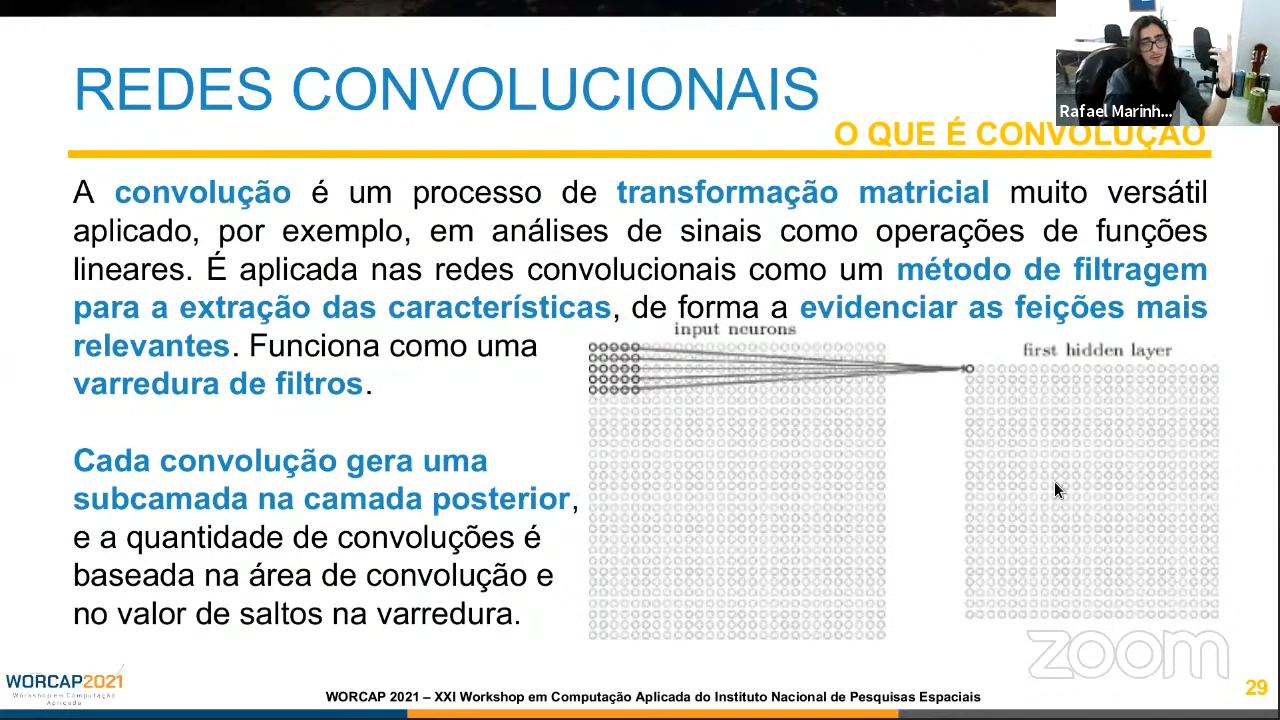 REDES CONVOLUCIONAIS
Rafael Marinh...
O QUE É CONVOLUÇÃO
A convolução é um processo de transformação matricial muito versátil
aplicado, por exemplo, em análises de sinais como operações de funções
lineares. É aplicada nas redes convolucionais como um método de filtragem
para a extração das características, de forma a evidenciar as feições mais
relevantes. Funciona como uma
varredura de filtros.
input neurons
first hidden layer
Cada convolução gera uma
subcamada na camada posterior,
e a quantidade de convoluções é
baseada na área de convolução e
no valor de saltos na varredura.
zoom
WORCAP2021
Workshop em Computação
Aplicada
WORCAP 2021 – XXI Workshop em Computação Aplicada do Instituto Nacional de Pesquisas Espaciais
29